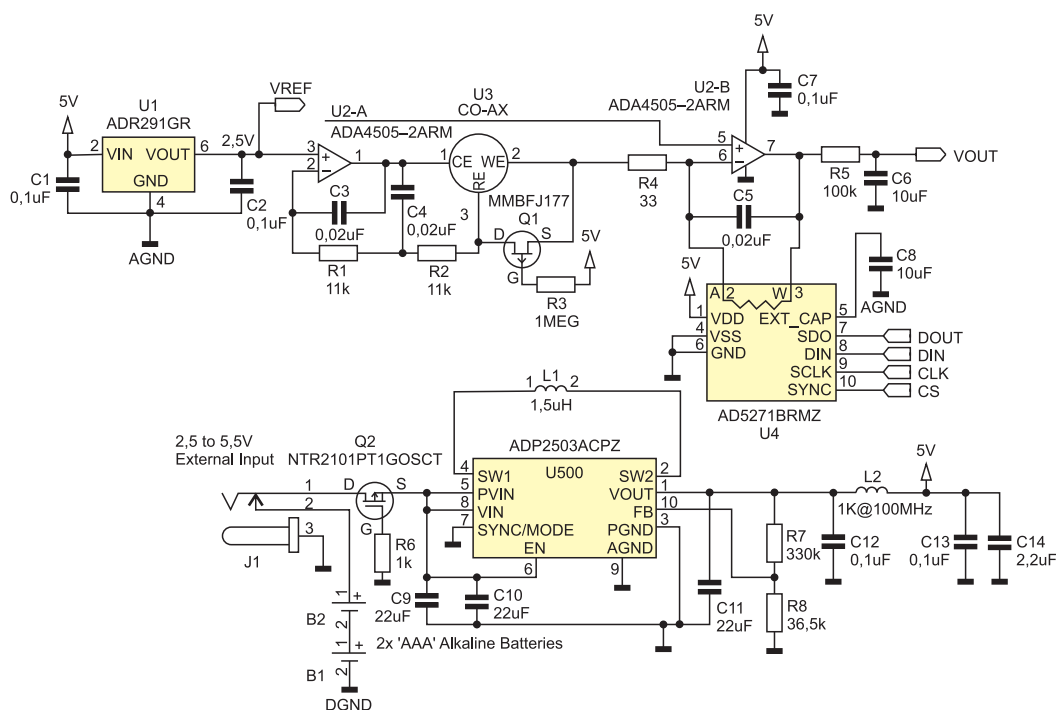 5V
U1
ADR291GR
2 VIN VOUT 6
GND
4
2,5V
VREF
C1
0,1uF
C2
0,1uF
AGND
U2-A
ADA4505–2ARM
3
+
2
–
1
C3
0,02uF
C4
0,02uF
R1
11k
R2
11k
U3
CO-AX
1 CE WE 2
RE
3
MMBFJ177
Q1
D S
G
5V
R3
1MEG
R4
33
U2-B
ADA4505–2ARM
5V
C7
0,1uF
5
+
6
–
7
C5
0,02uF
R5
100k
C6
10uF
VOUT
5V
C8
10uF
AGND
A 2 W 3
1 VDD EXT_CAP 5
4 VSS SDO 7 DOUT
6 GND DIN 8 DIN
SCLK 9 CLK
SYNC 10 CS
AD5271BRMZ
U4
1 L1 2
1,5uH
ADP2503ACPZ
U500
4 SW1 SW2 2
5 PVIN VOUT 1
8 VIN FB 10
7 SYNC/MODE PGND 3
EN AGND
6 9
2,5 to 5,5V
External Input
Q2
NTR2101PT1GOSCT
1 D S
2
G
3
J1
R6
1k
C9
22uF
C10
22uF
C11
22uF
R7
330k
R8
36,5k
C12
0,1uF
L2
1K@100MHz
5V
C13
0,1uF
C14
2,2uF
1 +
B2
2
2x 'AAA' Alkaline Batteries
1 +
B1
2
DGND